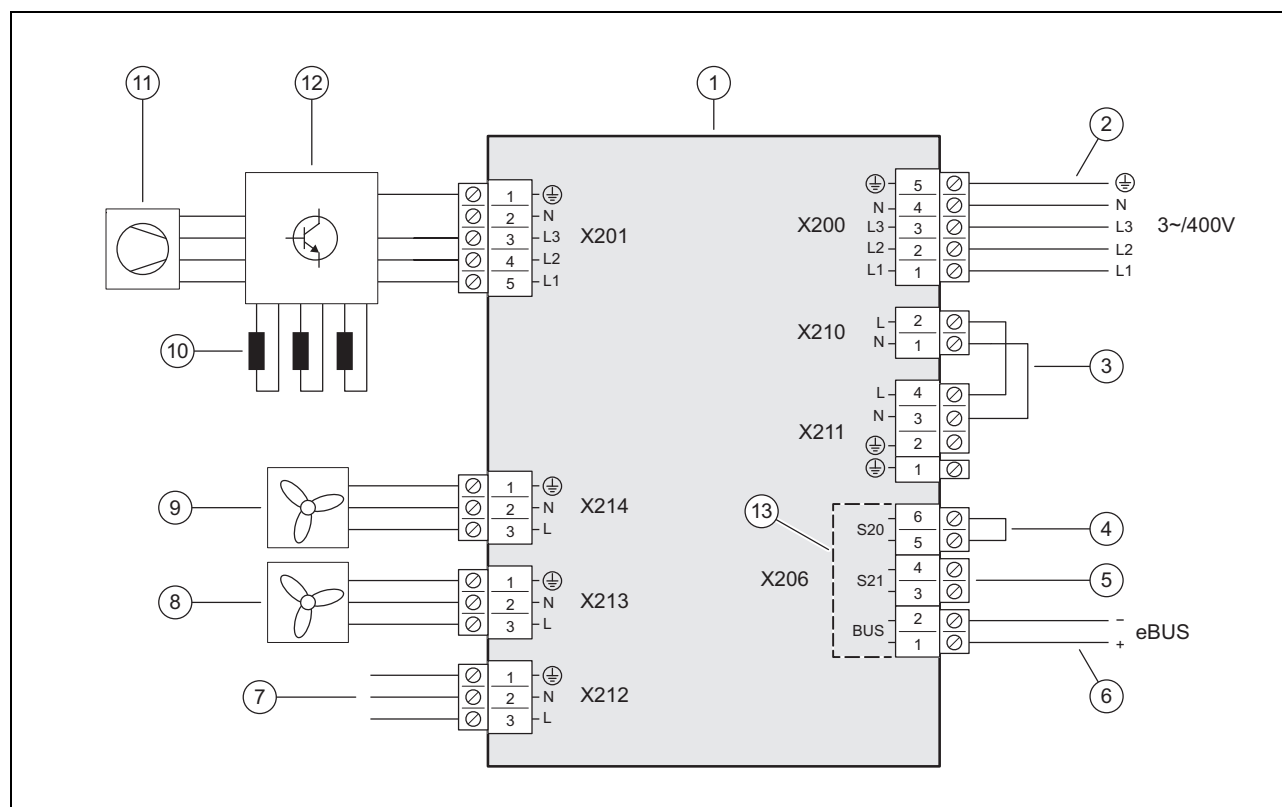 11
12
1
2
1 ⏚
2 N
3 L3
4 L2
5 L1
X201
X200
⏚ 5 ⏚
N 4 N
L3 3 L3
L2 2 L2
L1 1 L1
3~/400V
10
X210
L 2
N 1
3
X211
L 4
N 3
⏚ 2
⏚ 1
9
1 ⏚
2 N
3 L
X214
13
X206
S20
6
5
4
S21
4
3
5
BUS
2 –
1 +
eBUS
6
8
1 ⏚
2 N
3 L
X213
7
1 ⏚
2 N
3 L
X212